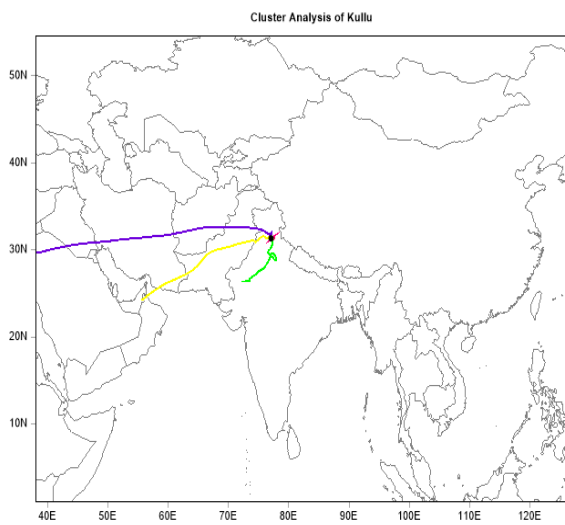 Cluster Analysis of Kullu
50N
40N
30N
20N
10N
40E 50E 60E 70E 80E 90E 100E 110E 120E